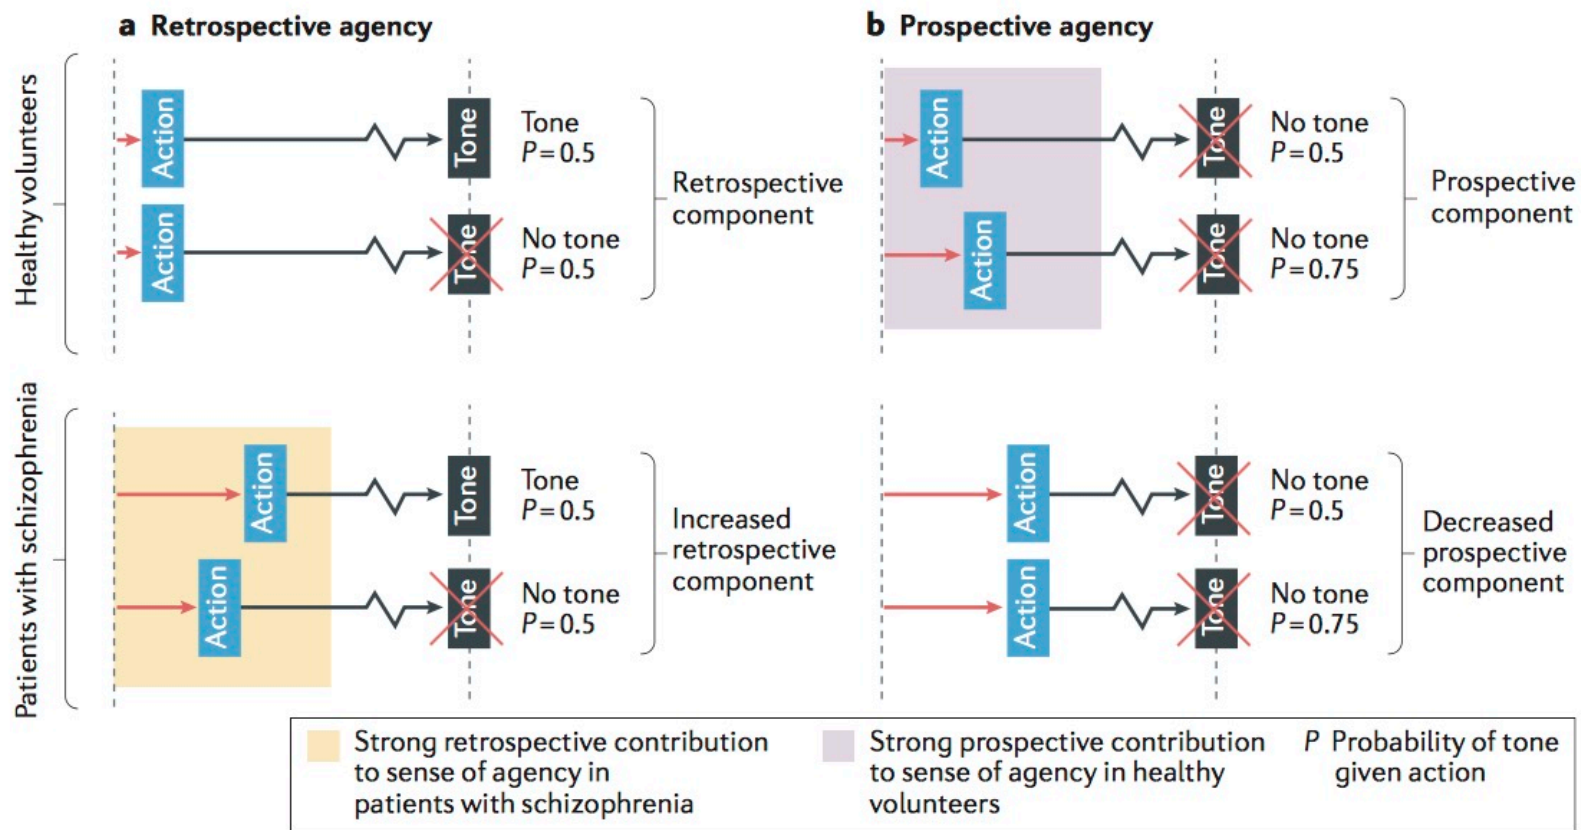 a Retrospective agency
b Prospective agency
Healthy volunteers
Action
Tone
Tone
P = 0.5
Action
Tone
No tone
P = 0.5
Retrospective
component
Action
Tone
No tone
P = 0.5
Action
Tone
No tone
P = 0.75
Prospective
component
Patients with schizophrenia
Action
Tone
Tone
P = 0.5
Action
Tone
No tone
P = 0.5
Increased
retrospective
component
Action
Tone
No tone
P = 0.5
Action
Tone
No tone
P = 0.75
Decreased
prospective
component
Strong retrospective contribution
to sense of agency in
patients with schizophrenia
Strong prospective contribution
to sense of agency in healthy
volunteers
P Probability of tone
given action